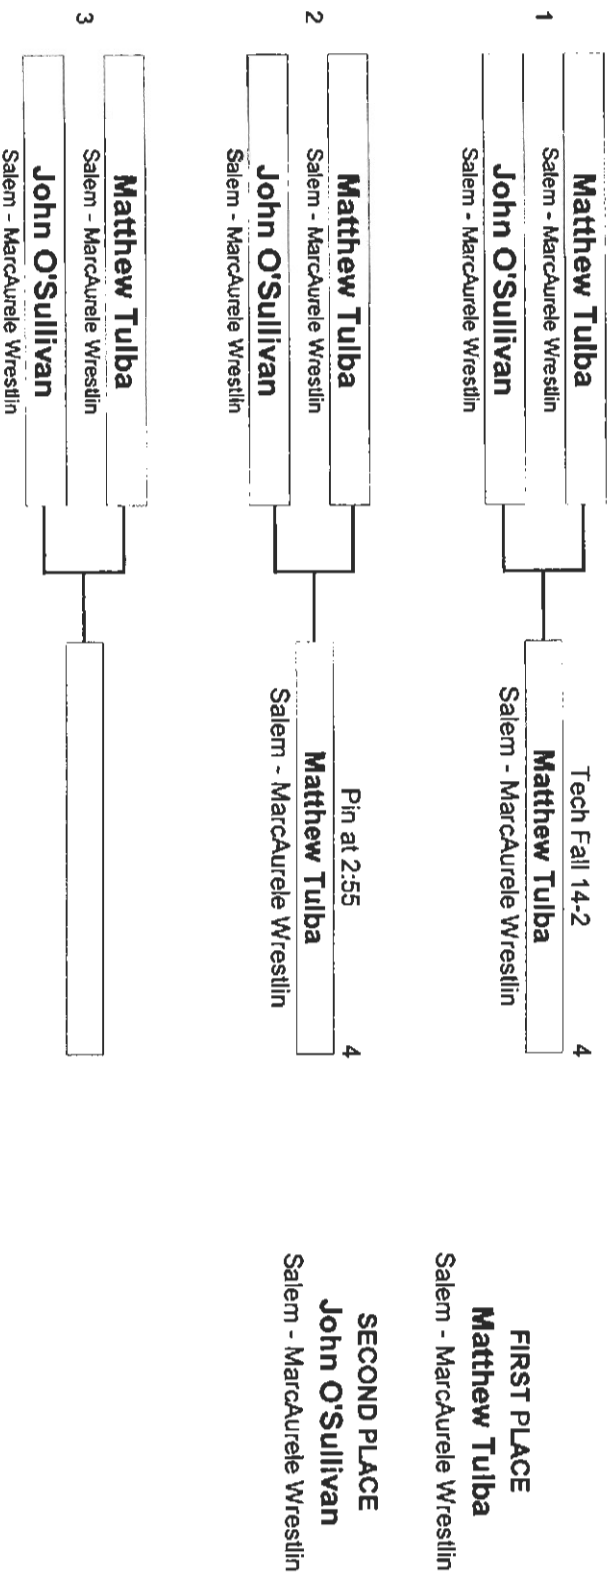 1
Matthew Tulba
Salem - MarcAurele Wrestlin
John O'Sullivan
Salem - MarcAurele Wrestlin
Tech Fall 14-2
4
Matthew Tulba
Salem - MarcAurele Wrestlin
2
Matthew Tulba
Salem - MarcAurele Wrestlin
John O'Sullivan
Salem - MarcAurele Wrestlin
Pin at 2:55
4
Matthew Tulba
Salem - MarcAurele Wrestlin
3
Matthew Tulba
Salem - MarcAurele Wrestlin
John O'Sullivan
Salem - MarcAurele Wrestlin
FIRST PLACE
Matthew Tulba
Salem - MarcAurele Wrestlin
SECOND PLACE
John O'Sullivan
Salem - MarcAurele Wrestlin